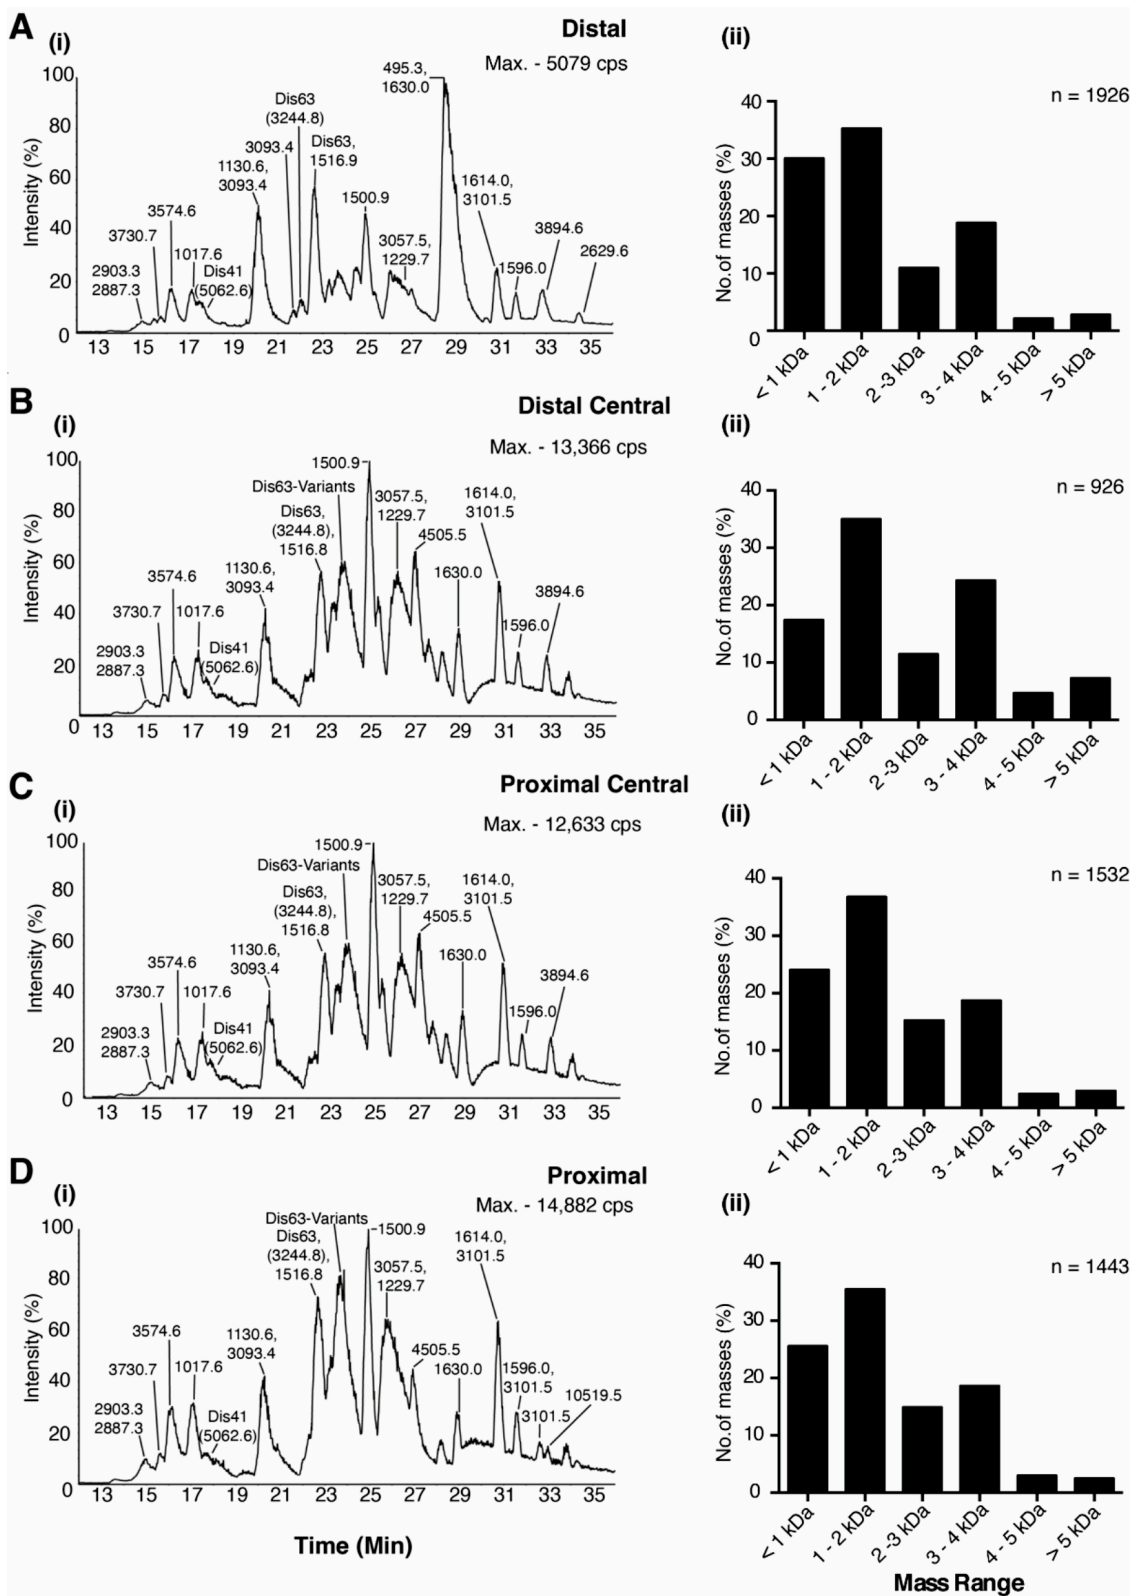 A
(i)
Distal
Max. - 5079 cps
100
80
60
40
20
0
Intensity (%)
2903.3
2887.3
3730.7
3574.6
1017.6
Dis41
(5062.6)
1130.6,
3093.4
3093.4
Dis63
(3244.8)
Dis63,
1516.9
1500.9
3057.5,
1229.7
495.3,
1630.0
1614.0,
3101.5
1596.0
3894.6
2629.6
13 15 17 19 21 23 25 27 29 31 33 35
(ii)
n = 1926
40
30
20
10
0
No.of masses (%)
< 1 kDa
1 - 2 kDa
2 -3 kDa
3 - 4 kDa
4 - 5 kDa
> 5 kDa
B
(i)
Distal Central
Max. - 13,366 cps
100
80
60
40
20
0
Intensity (%)
2903.3
2887.3
3730.7
3574.6
1017.6
Dis41
(5062.6)
1130.6,
3093.4
Dis63,
(3244.8),
1516.8
Dis63-Variants
1500.9
3057.5,
1229.7
4505.5
1630.0
1614.0,
3101.5
1596.0
3894.6
13 15 17 19 21 23 25 27 29 31 33 35
(ii)
n = 926
40
30
20
10
0
No.of masses (%)
< 1 kDa
1 - 2 kDa
2 -3 kDa
3 - 4 kDa
4 - 5 kDa
> 5 kDa
C
(i)
Proximal Central
Max. - 12,633 cps
100
80
60
40
20
0
Intensity (%)
2903.3
2887.3
3730.7
3574.6
1017.6
Dis41
(5062.6)
1130.6,
3093.4
Dis63,
(3244.8),
1516.8
Dis63-Variants
1500.9
3057.5,
1229.7
4505.5
1630.0
1614.0,
3101.5
1596.0
3894.6
13 15 17 19 21 23 25 27 29 31 33 35
(ii)
n = 1532
40
30
20
10
0
No.of masses (%)
< 1 kDa
1 - 2 kDa
2 -3 kDa
3 - 4 kDa
4 - 5 kDa
> 5 kDa
D
(i)
Proximal
Max. - 14,882 cps
100
80
60
40
20
0
Intensity (%)
2903.3
2887.3
3730.7
3574.6
1017.6
Dis41
(5062.6)
1130.6,
3093.4
Dis63-Variants
Dis63,
(3244.8),
1516.8
1500.9
3057.5,
1229.7
4505.5
1630.0
1614.0,
3101.5
1596.0,
3101.5
3101.5
10519.5
13 15 17 19 21 23 25 27 29 31 33 35
Time (Min)
(ii)
n = 1443
40
30
20
10
0
No.of masses (%)
< 1 kDa
1 - 2 kDa
2 -3 kDa
3 - 4 kDa
4 - 5 kDa
> 5 kDa
Mass Range